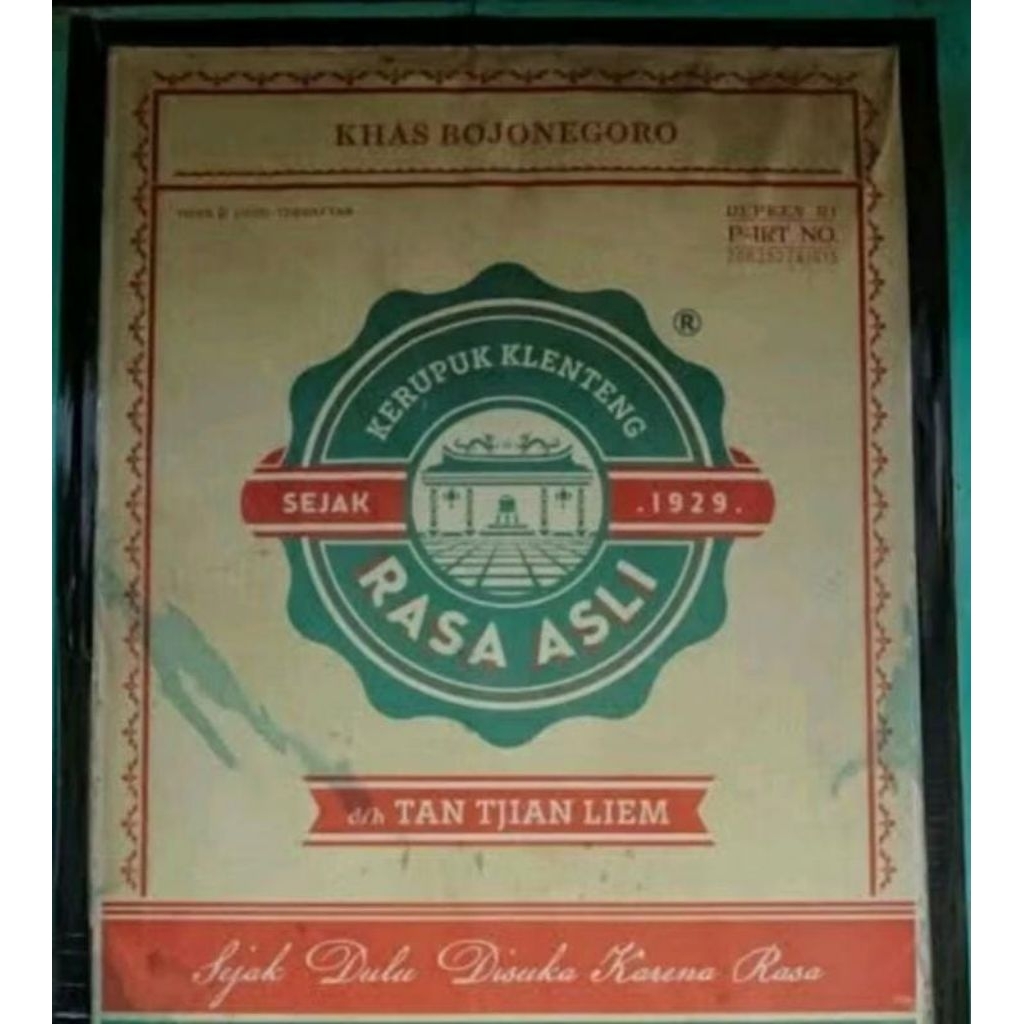 KHAS BOJONEGORO
DEPKES RI
P-IRT NO.
®
KERUPUK KLENTENG
SEJAK .1929.
RASA ASLI
d/h TAN TJIAN LIEM
Sejak Dulu Disuka Karena Rasa